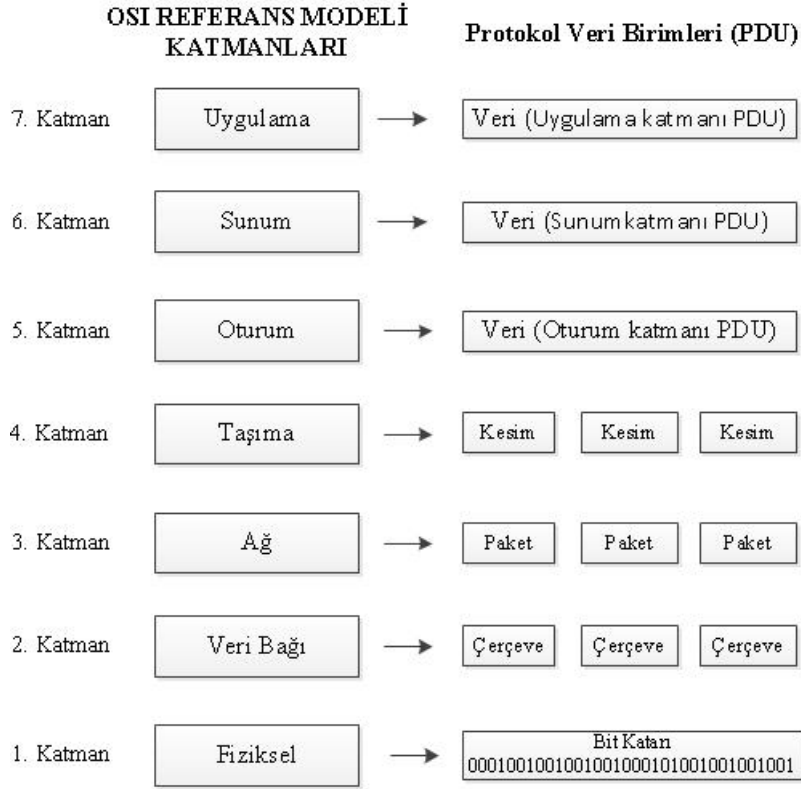 OSI REFERANS MODELİ
KATMANLARI
Protokol Veri Birimleri (PDU)
7. Katman Uygulama Veri (Uygulama katmanı PDU)
6. Katman Sunum Veri (Sunum katmanı PDU)
5. Katman Oturum Veri (Oturum katmanı PDU)
4. Katman Taşıma Kesim Kesim Kesim
3. Katman Ağ Paket Paket Paket
2. Katman Veri Bağı Çerçeve Çerçeve Çerçeve
1. Katman Fiziksel Bit Katarı
0001001001001001000101001001001001